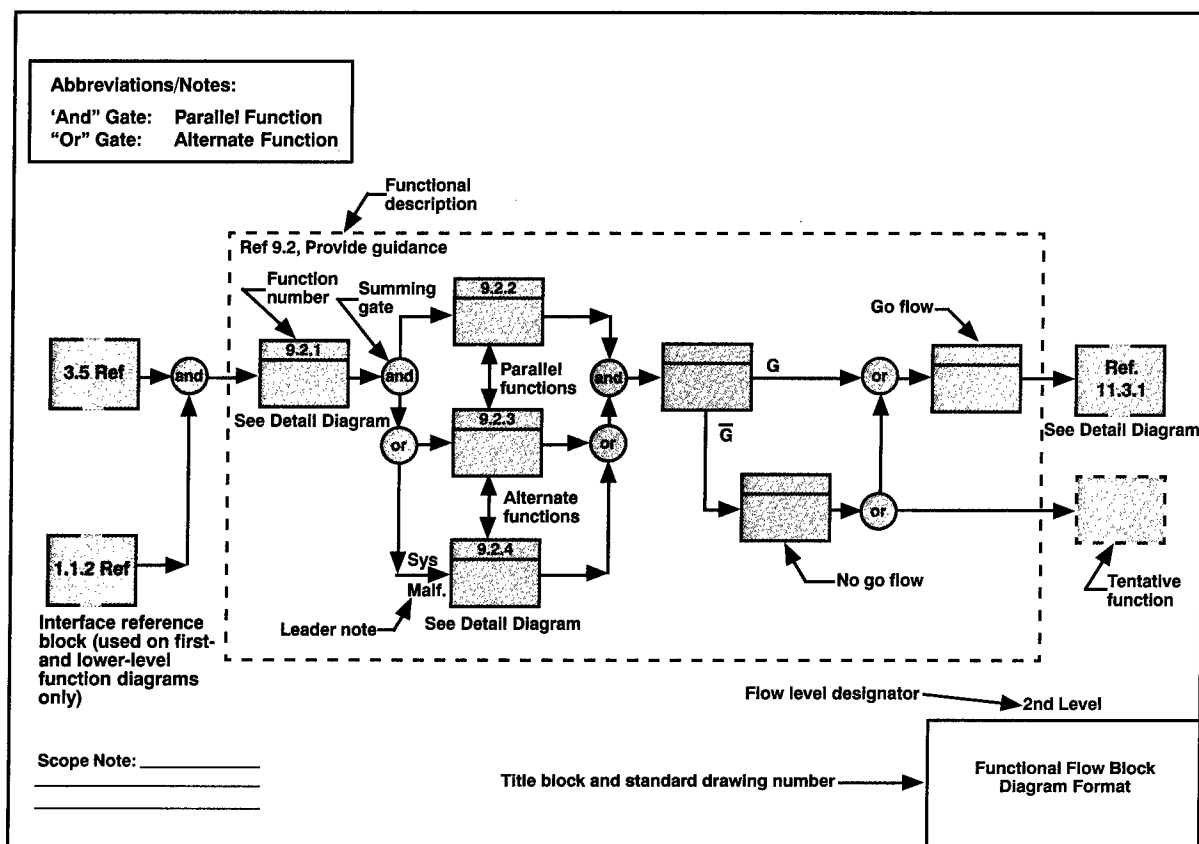 Abbreviations/Notes:
'And" Gate: Parallel Function
"Or" Gate: Alternate Function
Functional
description
Ref 9.2, Provide guidance
Function
number
Summing
gate
9.2.2
Go flow
9.2.1
3.5 Ref
and
and
Parallel
functions
and
G
or
Ref.
11.3.1
See Detail Diagram
See Detail Diagram
or
9.2.3
or
G̅
Alternate
functions
or
1.1.2 Ref
9.2.4
Sys
Malf.
No go flow
Tentative
function
Leader note
See Detail Diagram
Interface reference
block (used on first-
and lower-level
function diagrams
only)
Flow level designator
2nd Level
Scope Note:
Title block and standard drawing number
Functional Flow Block
Diagram Format